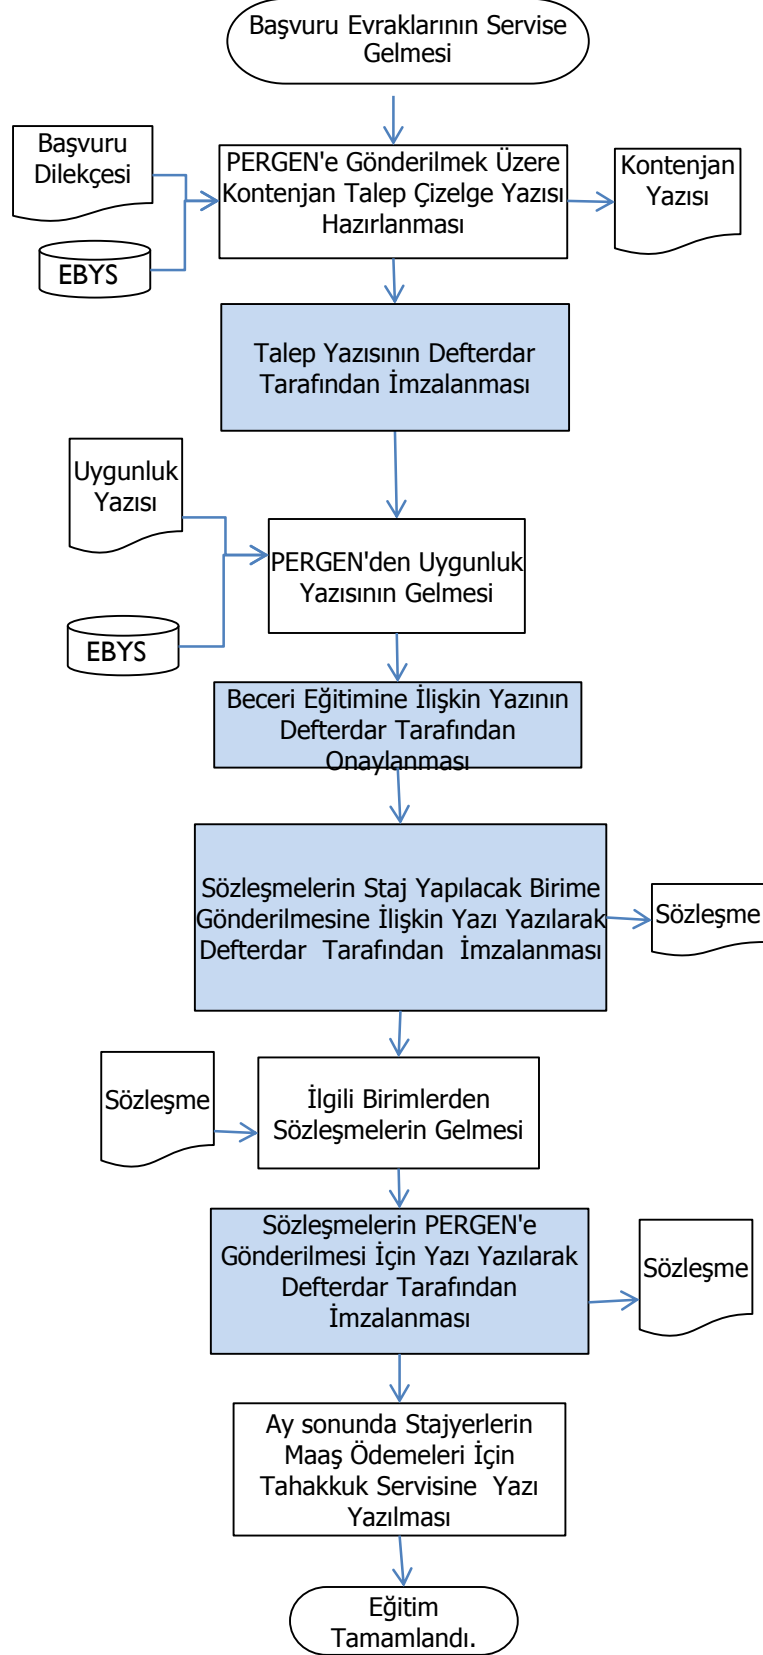 Başvuru Evraklarının Servise
Gelmesi
Başvuru
Dilekçesi
PERGEN'e Gönderilmek Üzere
Kontenjan Talep Çizelge Yazısı
Hazırlanması
Kontenjan
Yazısı
EBYS
Talep Yazısının Defterdar
Tarafından İmzalanması
Uygunluk
Yazısı
PERGEN'den Uygunluk
Yazısının Gelmesi
EBYS
Beceri Eğitimine İlişkin Yazının
Defterdar Tarafından
Onaylanması
Sözleşmelerin Staj Yapılacak Birime
Gönderilmesine İlişkin Yazı Yazılarak
Defterdar Tarafından İmzalanması
Sözleşme
Sözleşme
İlgili Birimlerden
Sözleşmelerin Gelmesi
Sözleşmelerin PERGEN'e
Gönderilmesi İçin Yazı Yazılarak
Defterdar Tarafından
İmzalanması
Sözleşme
Ay sonunda Stajyerlerin
Maaş Ödemeleri İçin
Tahakkuk Servisine Yazı
Yazılması
Eğitim
Tamamlandı.